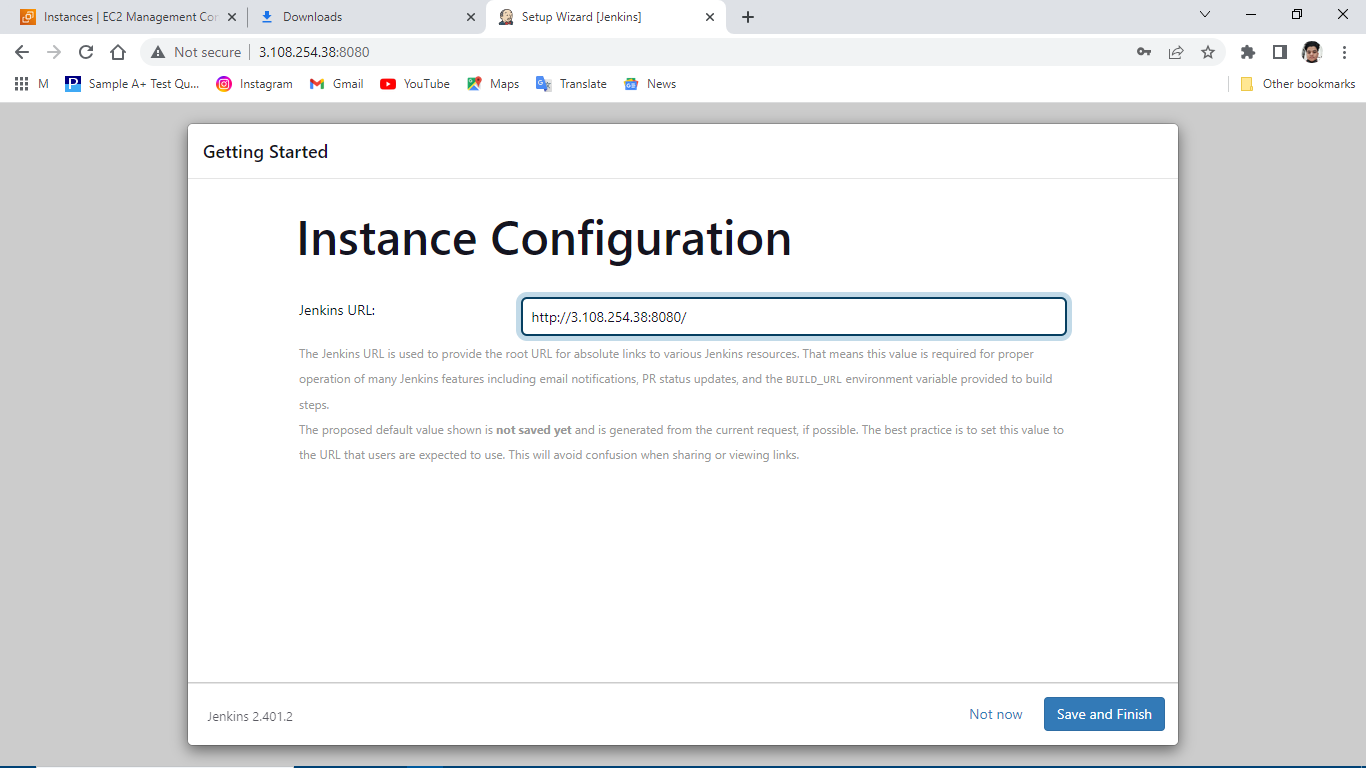 Instances | EC2 Management Con
Downloads
Setup Wizard [Jenkins]
Not secure
3.108.254.38:8080
M
Sample A+ Test Qu...
Instagram
Gmail
YouTube
Maps
Translate
News
Other bookmarks
Getting Started
Instance Configuration
Jenkins URL:
http://3.108.254.38:8080/
The Jenkins URL is used to provide the root URL for absolute links to various Jenkins resources. That means this value is required for proper
operation of many Jenkins features including email notifications, PR status updates, and the BUILD_URL environment variable provided to build
steps.
The proposed default value shown is not saved yet and is generated from the current request, if possible. The best practice is to set this value to
the URL that users are expected to use. This will avoid confusion when sharing or viewing links.
Jenkins 2.401.2
Not now
Save and Finish